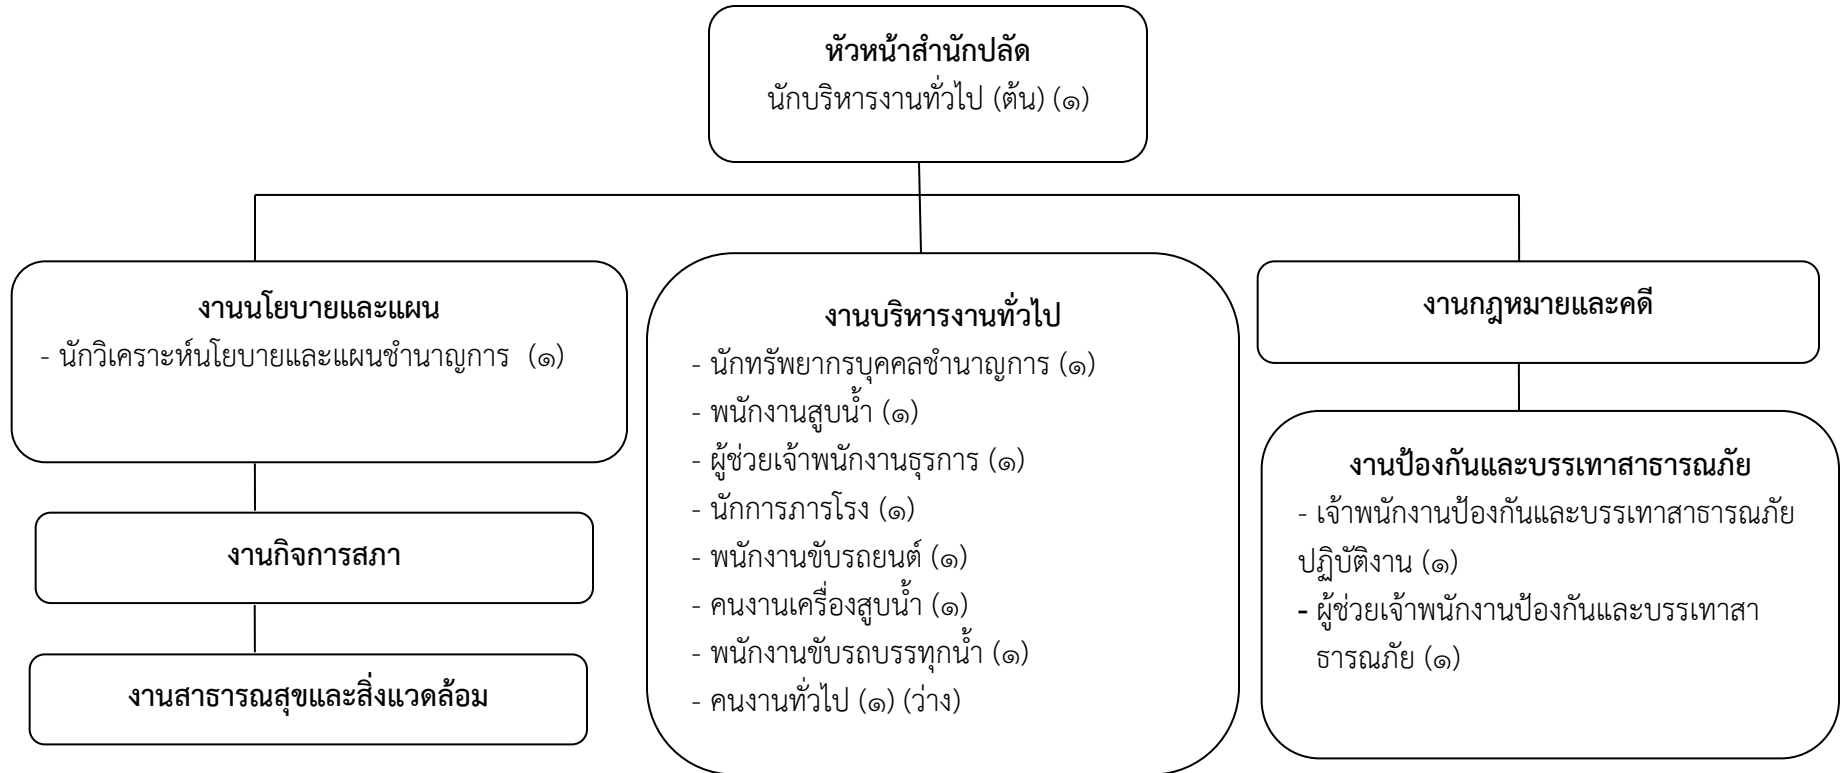 หัวหน้าสำนักปลัด
นักบริหารงานทั่วไป (ต้น) (๑)
งานนโยบายและแผน
- นักวิเคราะห์นโยบายและแผนชำนาญการ (๑)
งานกิจการสภา
งานสาธารณสุขและสิ่งแวดล้อม
งานบริหารงานทั่วไป
- นักทรัพยากรบุคคลชำนาญการ (๑)
- พนักงานสูบน้ำ (๑)
- ผู้ช่วยเจ้าพนักงานธุรการ (๑)
- นักการภารโรง (๑)
- พนักงานขับรถยนต์ (๑)
- คนงานเครื่องสูบน้ำ (๑)
- พนักงานขับรถบรรทุกน้ำ (๑)
- คนงานทั่วไป (๑) (ว่าง)
งานกฎหมายและคดี
งานป้องกันและบรรเทาสาธารณภัย
- เจ้าพนักงานป้องกันและบรรเทาสาธารณภัย
ปฏิบัติงาน (๑)
- ผู้ช่วยเจ้าพนักงานป้องกันและบรรเทาสา
ธารณภัย (๑)